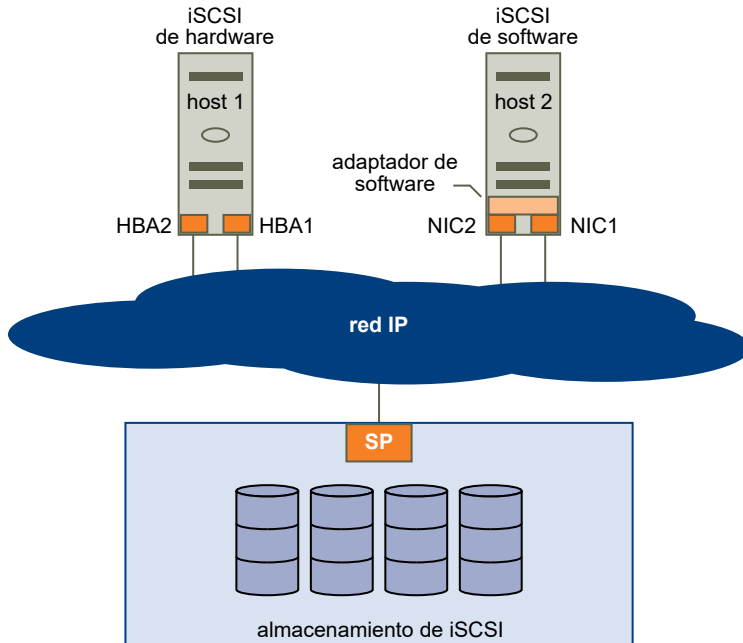 iSCSI
de hardware
iSCSI
de software
host 1
host 2
adaptador de
software
HBA2
HBA1
NIC2
NIC1
red IP
SP
almacenamiento de iSCSI